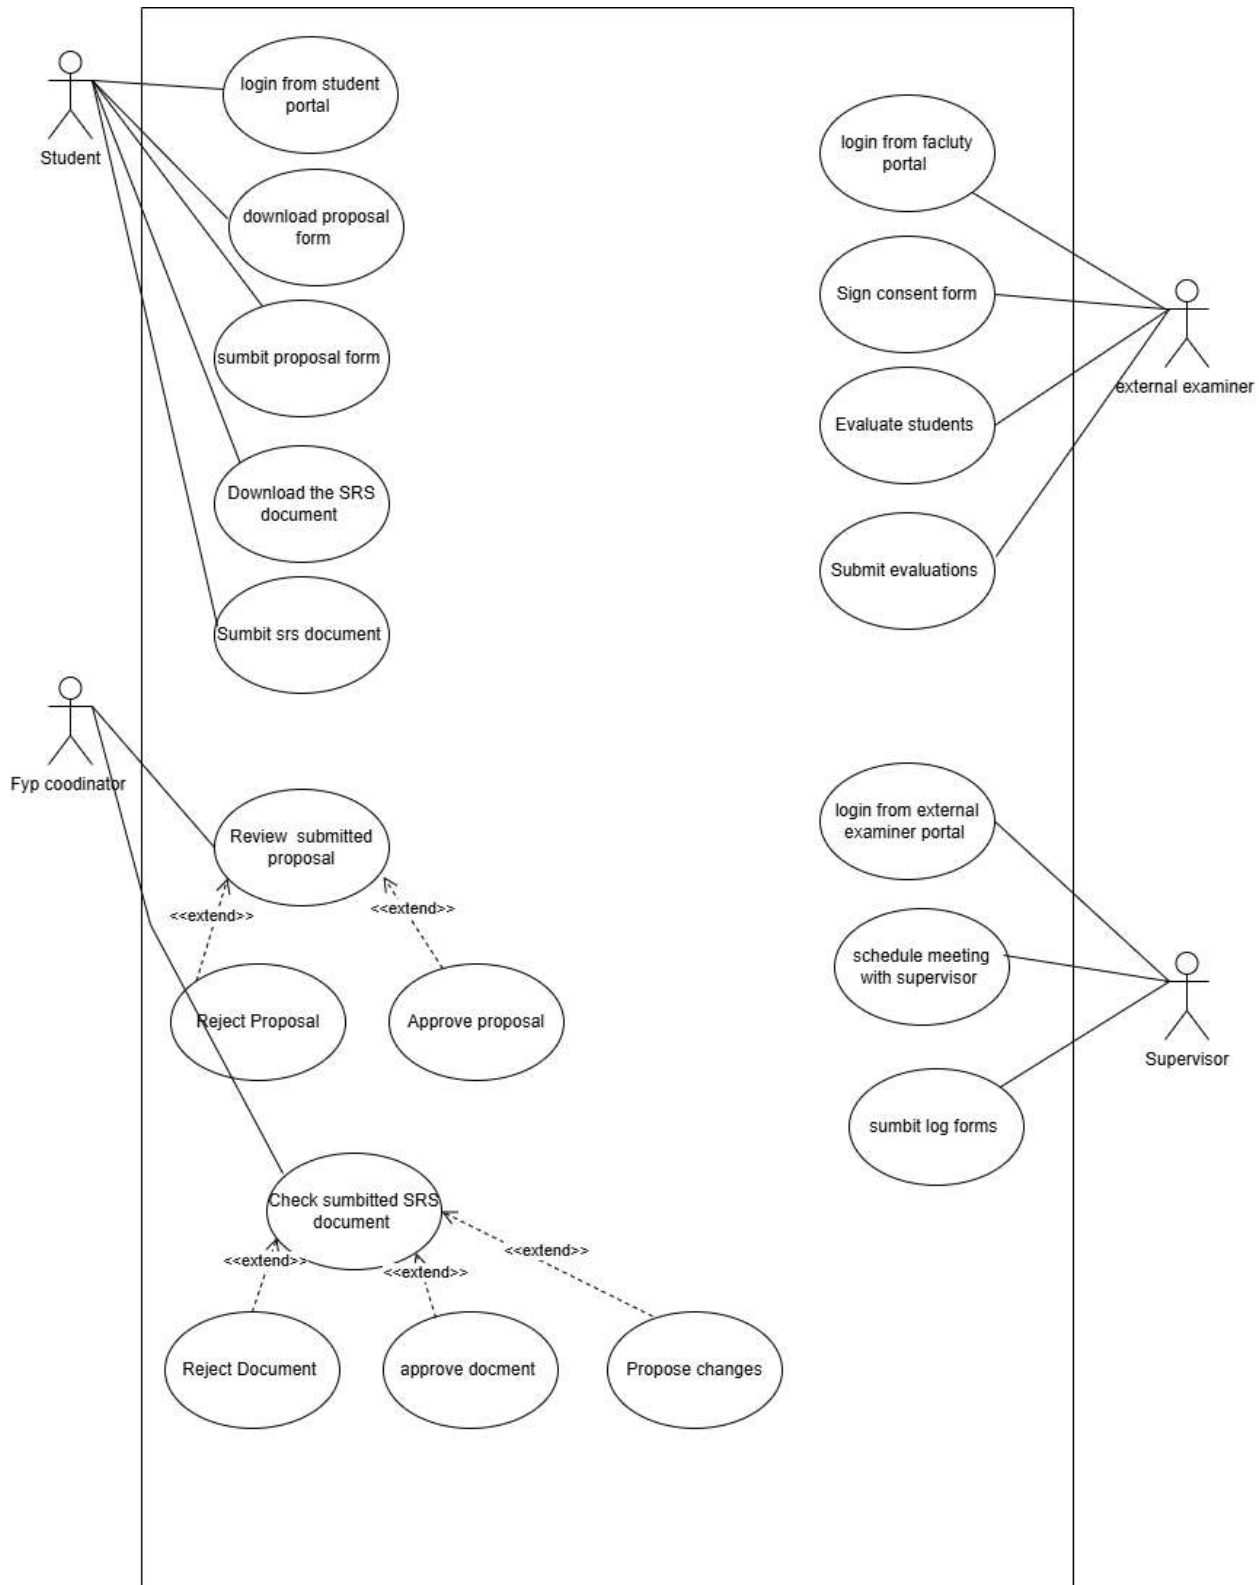 Student
login from student
portal
download proposal
form
sumbit proposal form
Download the SRS
document
Sumbit srs document
login from facluty
portal
Sign consent form
Evaluate students
Submit evaluations
external examiner
Fyp coodinator
Review submitted
proposal
<<extend>>
<<extend>>
Reject Proposal
Approve proposal
Check sumbitted SRS
document
<<extend>>
<<extend>>
<<extend>>
Reject Document
approve docment
Propose changes
login from external
examiner portal
schedule meeting
with supervisor
sumbit log forms
Supervisor